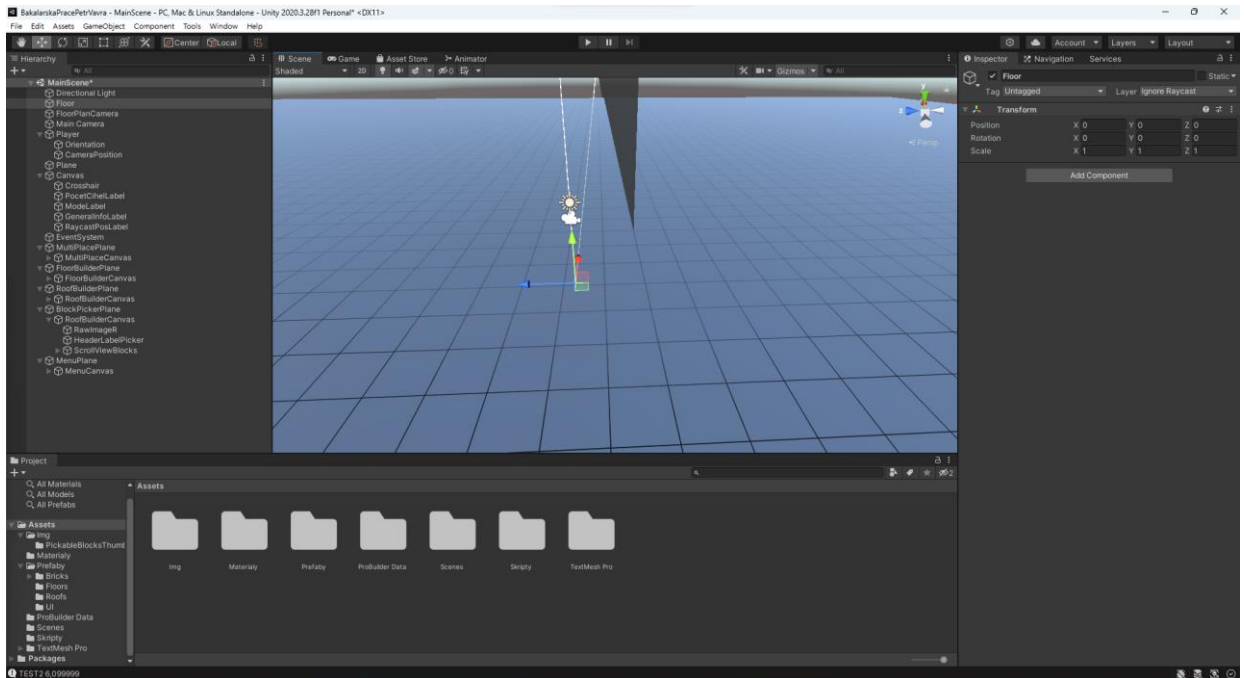 BakalarskaPracePetrVavra - MainScene - PC, Mac & Linux Standalone - Unity 2020.3.28f1 Personal* <DX11>
File Edit Assets GameObject Component Tools Window Help
Center Local Account Layers Layout
Hierarchy
All
MainScene*
Directional Light
Floor
FloorPlanCamera
Main Camera
Player
Orientation
CameraPosition
Plane
Canvas
Crosshair
PocetCihelLabel
ModeLabel
GeneralInfoLabel
RaycastPosLabel
EventSystem
MultiPlacePlane
MultiPlaceCanvas
FloorBuilderPlane
FloorBuilderCanvas
RoofBuilderPlane
RoofBuilderCanvas
BlockPickerPlane
RoofBuilderCanvas
RawImageR
HeaderLabelPicker
ScrollViewBlocks
MenuPlane
MenuCanvas
Scene Game Asset Store Animator
Shaded 2D 0 Gizmos All
y
z
Persp
Inspector Navigation Services
Floor Static
Tag Untagged Layer Ignore Raycast
Transform
Position X 0 Y 0 Z 0
Rotation X 0 Y 0 Z 0
Scale X 1 Y 1 Z 1
Add Component
Project
2
All Materials
All Models
All Prefabs
Assets
Img
PickableBlocksThumb
Materialy
Prefaby
Bricks
Floors
Roofs
UI
ProBuilder Data
Scenes
Skripty
TextMesh Pro
Packages
Assets
Img Materialy Prefaby ProBuilder Data Scenes Skripty TextMesh Pro
TEST2 6,099999